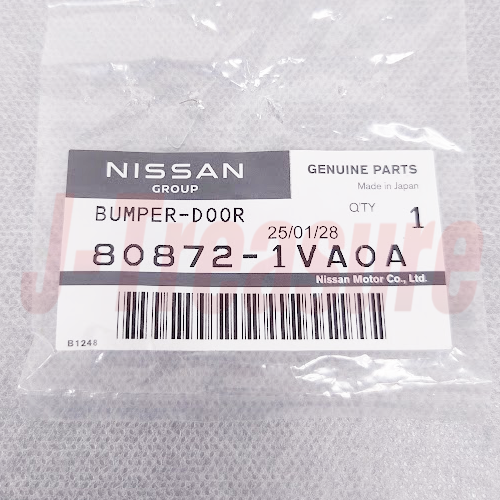 NISSAN
GROUP
GENUINE PARTS
Made in Japan
BUMPER-DOOR
QTY 1
25/01/28
80872-1VA0A
Nissan Motor Co., Ltd.
B1248
J-Treasure